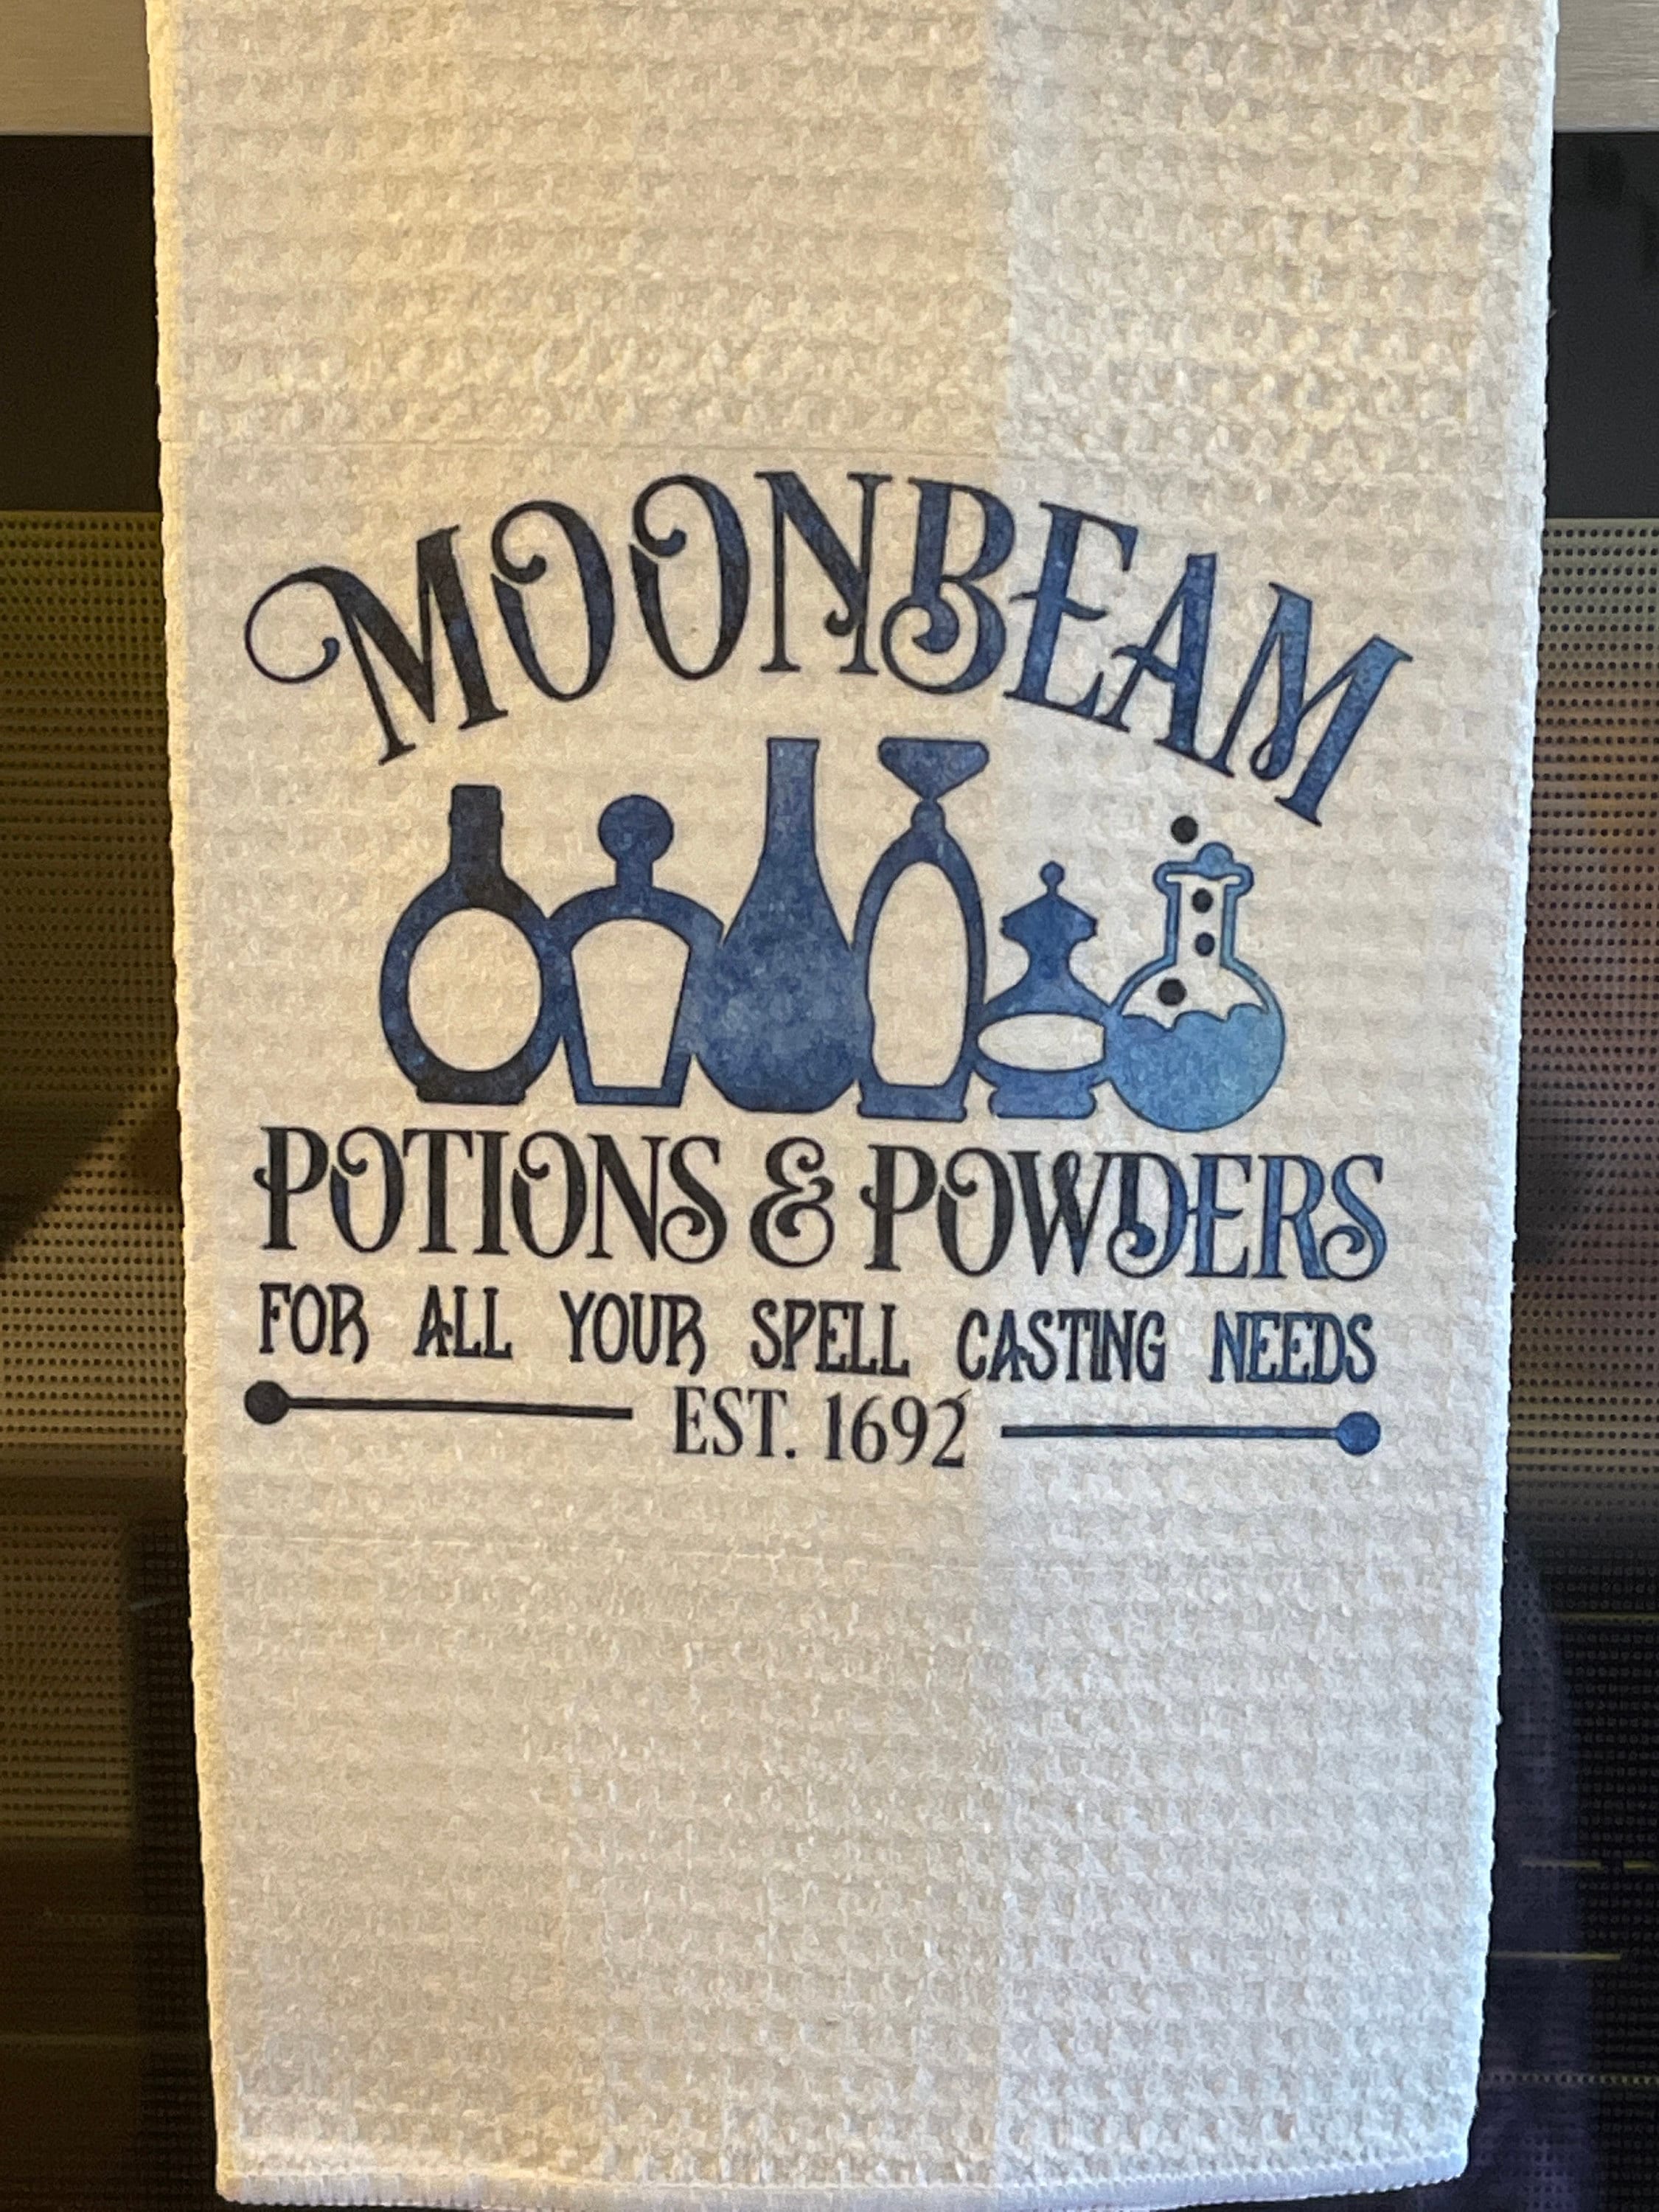 MOONBEAM
POTIONS & POWDERS
FOR ALL YOUR SPELL CASTING NEEDS
EST. 1692